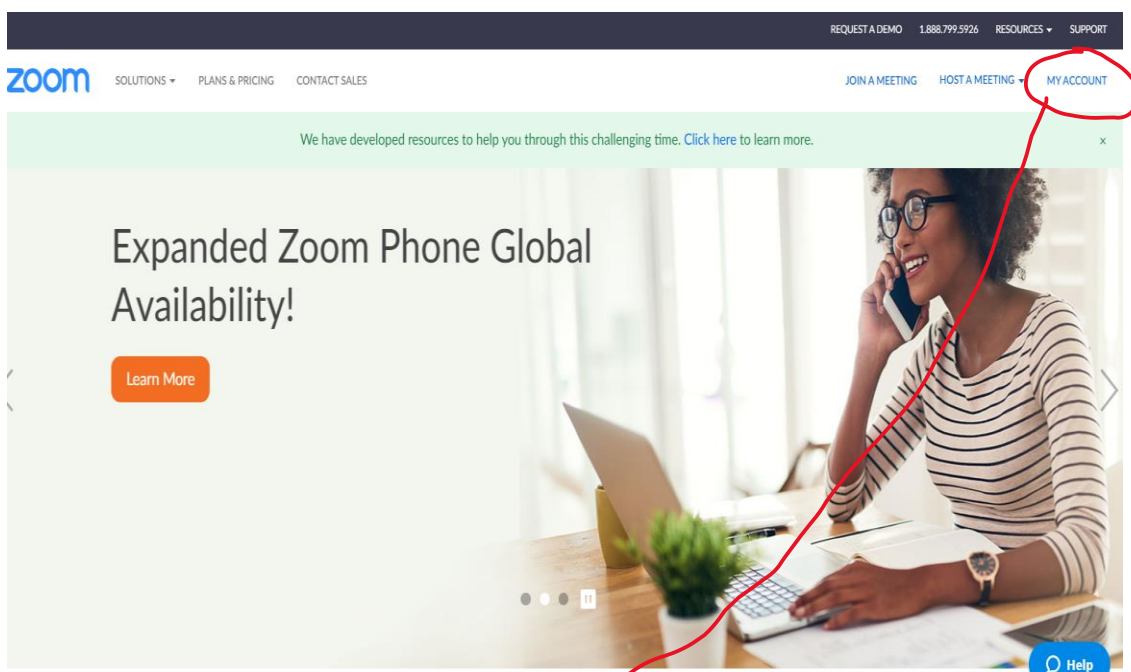 REQUEST A DEMO 1.888.799.5926 RESOURCES SUPPORT
zoom SOLUTIONS PLANS & PRICING CONTACT SALES JOIN A MEETING HOST A MEETING MY ACCOUNT
We have developed resources to help you through this challenging time. Click here to learn more. x
Expanded Zoom Phone Global
Availability!
Learn More
Help